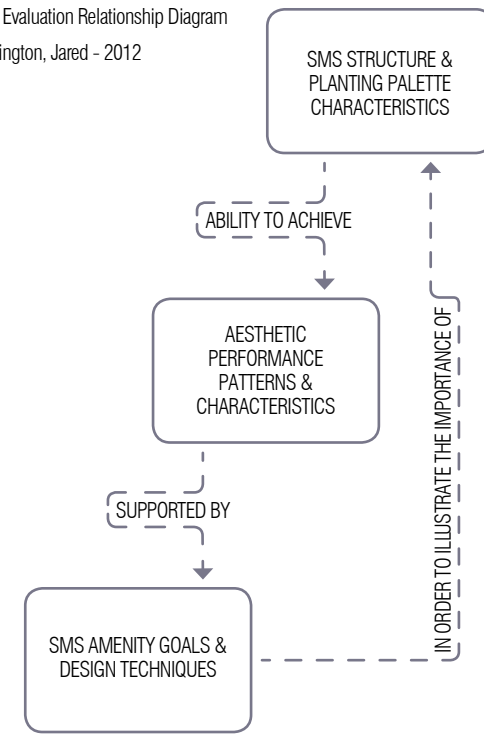 Evaluation Relationship Diagram
ington, Jared - 2012
SMS STRUCTURE &
PLANTING PALETTE
CHARACTERISTICS
ABILITY TO ACHIEVE
AESTHETIC
PERFORMANCE
PATTERNS &
CHARACTERISTICS
SUPPORTED BY
SMS AMENITY GOALS &
DESIGN TECHNIQUES
IN ORDER TO ILLUSTRATE THE IMPORTANCE OF